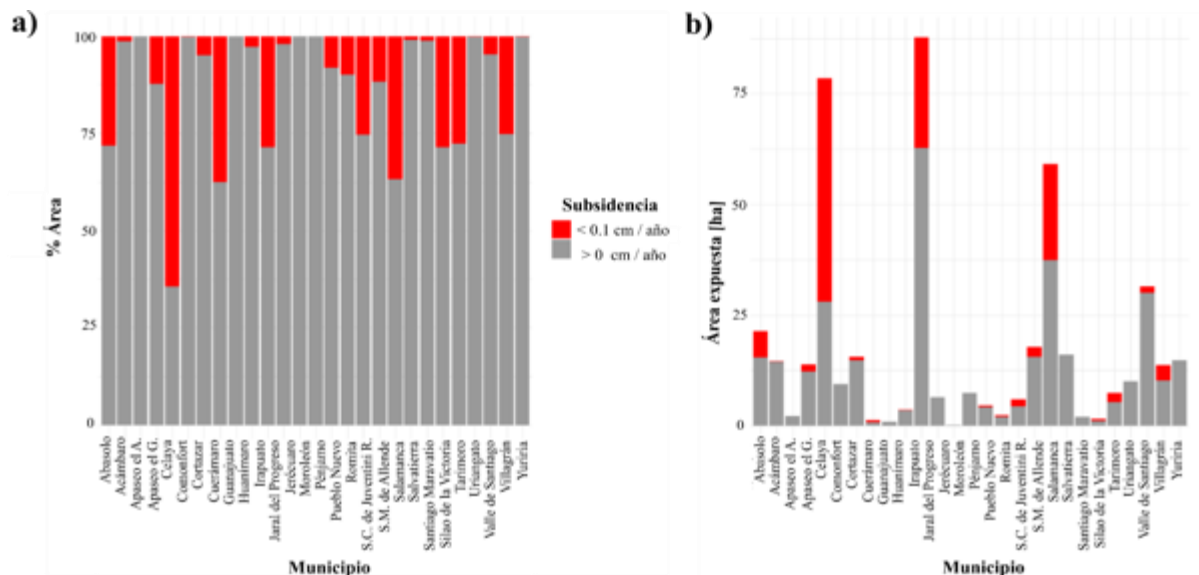 a)
100
75
50
25
0
% Área
Abasolo
Acámbaro
Apaseo el A.
Apaseo el G.
Celaya
Comonfort
Cortazar
Cuerámaro
Guanajuato
Huanímaro
Irapuato
Jaral del Progreso
Jerécuaro
Moroleón
Pénjamo
Pueblo Nuevo
Romita
S.C. de Juventini R.
S.M. de Allende
Salamanca
Salvatierra
Santiago Maravatío
Silao de la Victoria
Tarimoro
Uriangato
Valle de Santiago
Villagrán
Yuriria
Municipio
Subsidencia
< 0.1 cm / año
> 0 cm / año
b)
75
50
25
0
Área expuesta [ha]
Abasolo
Acámbaro
Apaseo el A.
Apaseo el G.
Celaya
Comonfort
Cortazar
Cuerámaro
Guanajuato
Huanímaro
Irapuato
Jaral del Progreso
Jerécuaro
Moroleón
Pénjamo
Pueblo Nuevo
Romita
S.C. de Juventini R.
S.M. de Allende
Salamanca
Salvatierra
Santiago Maravatío
Silao de la Victoria
Tarimoro
Uriangato
Valle de Santiago
Villagrán
Yuriria
Municipio